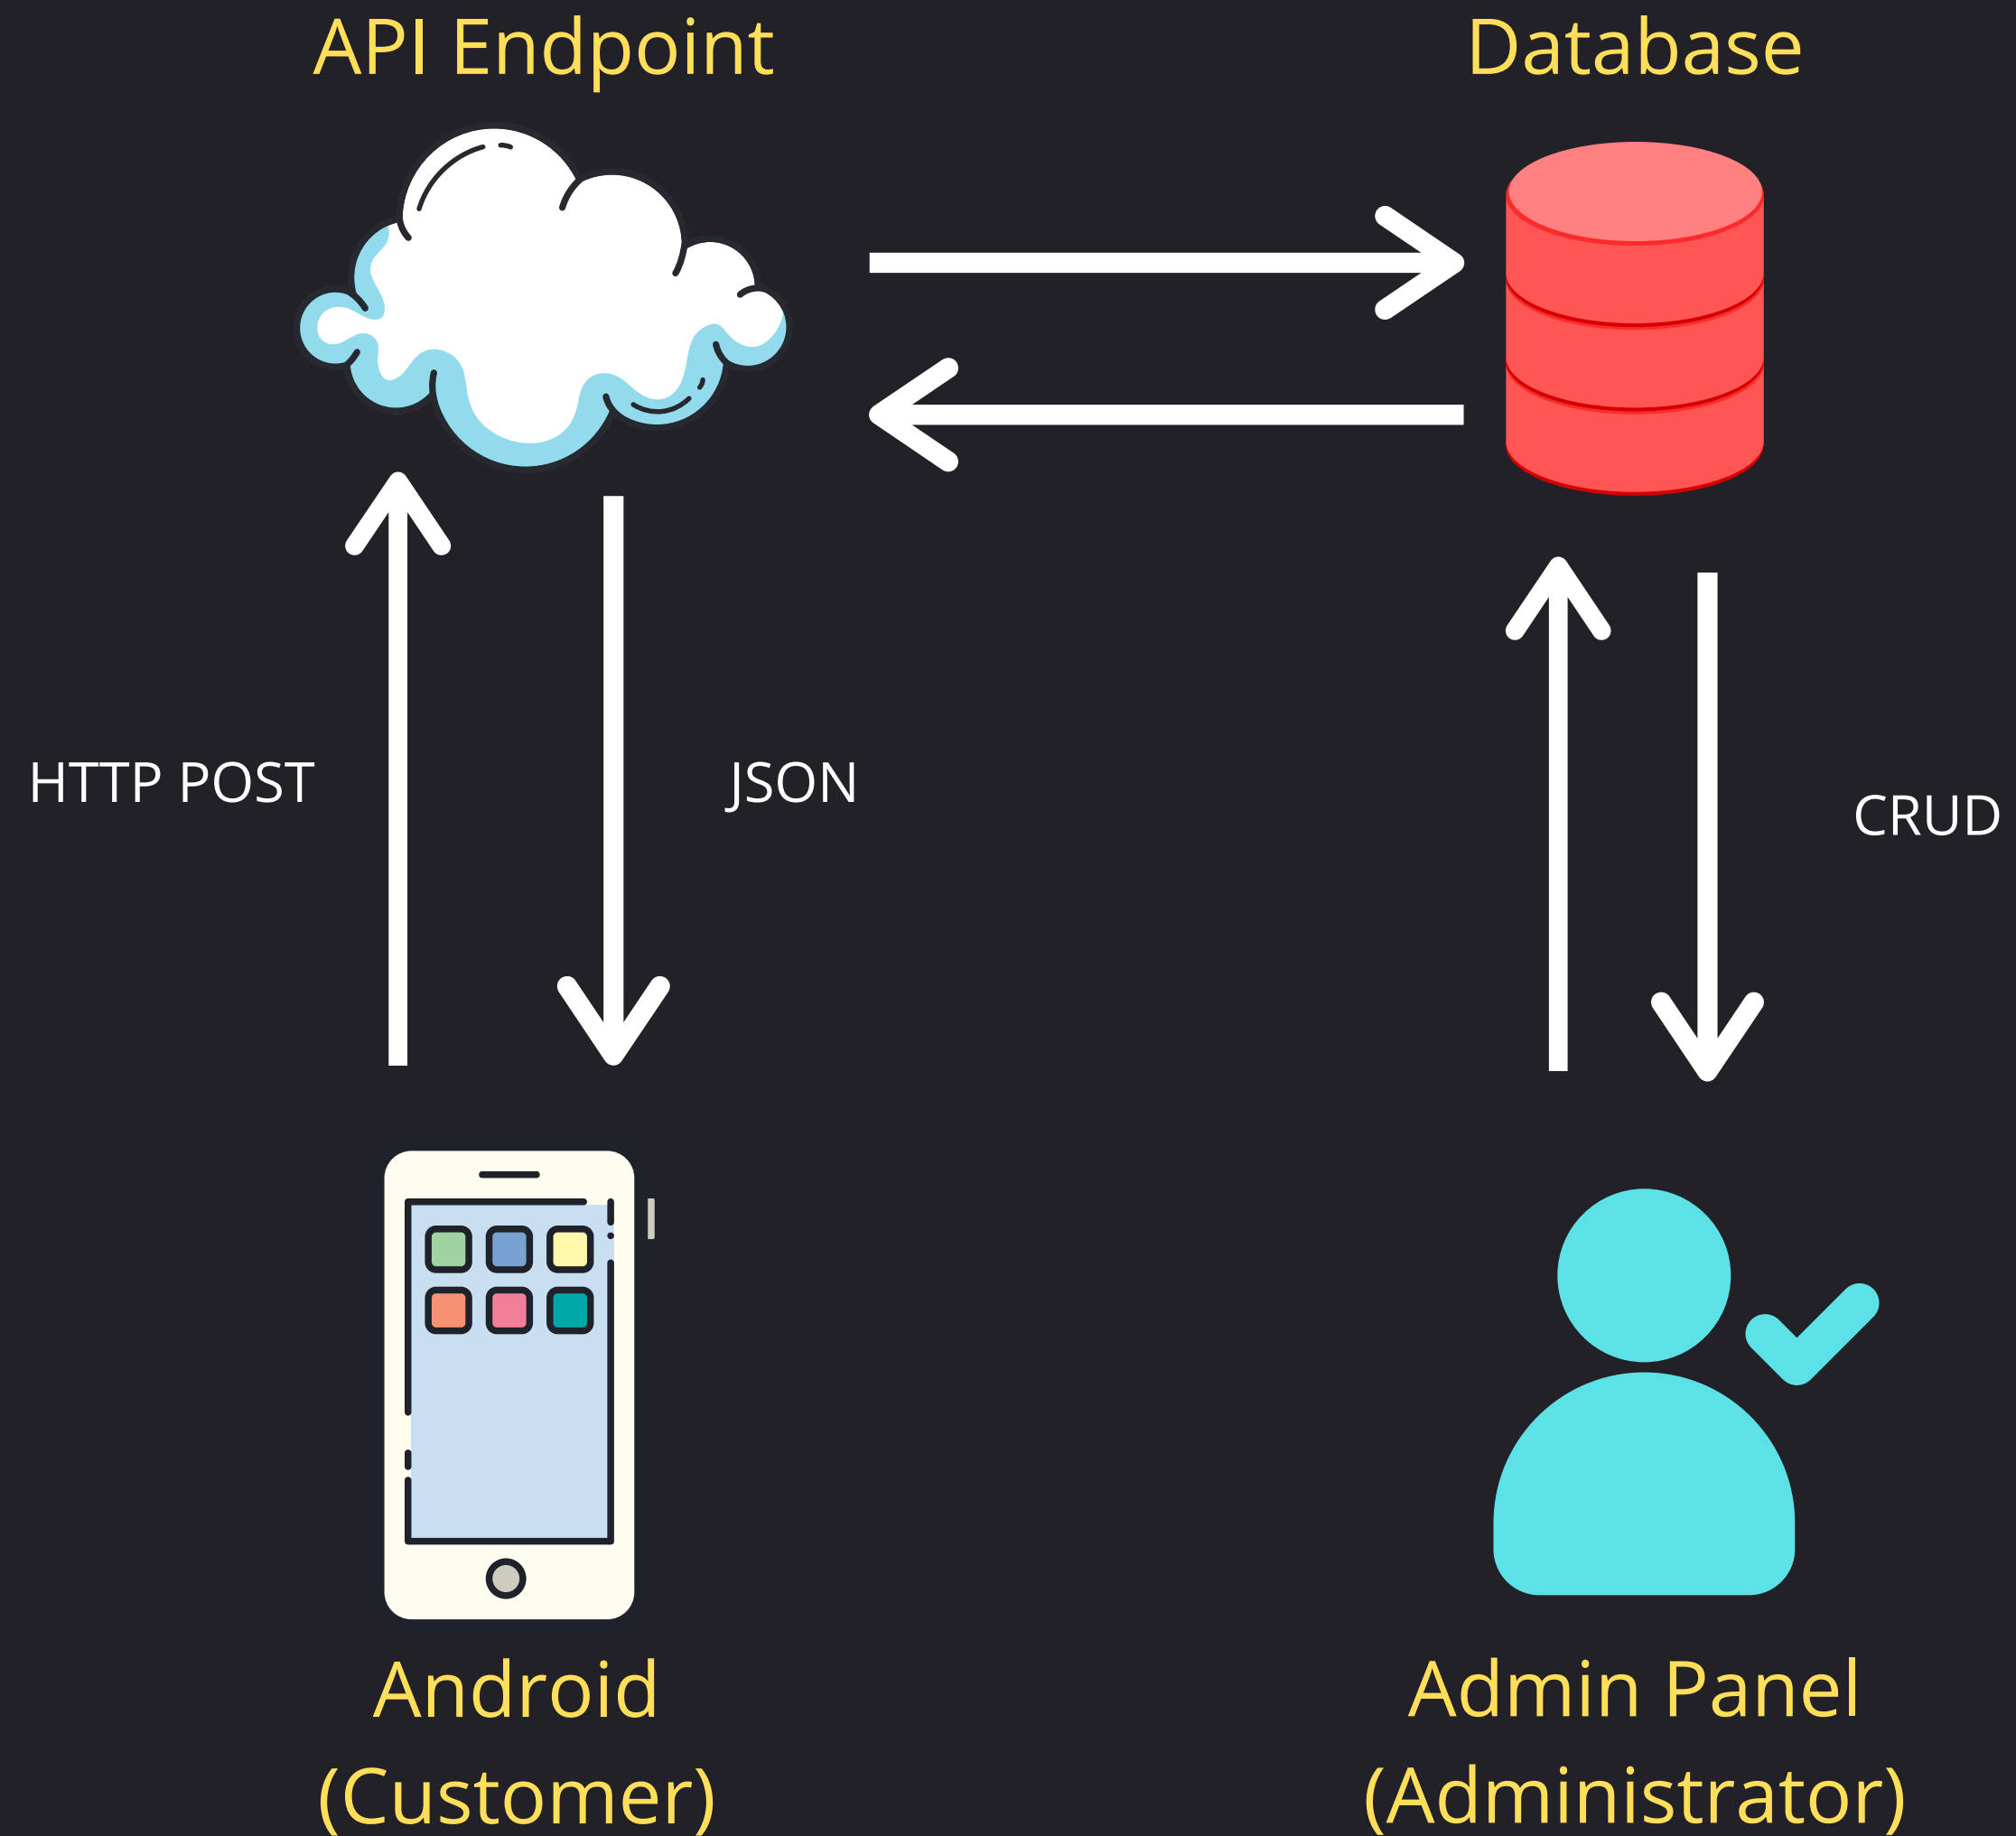 API Endpoint
Database
HTTP POST
JSON
CRUD
Android
(Customer)
Admin Panel
(Administrator)